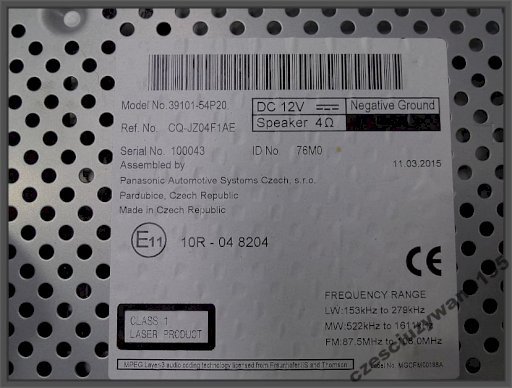 Model No. 39101-54P20
DC 12V Negative Ground
Ref. No. CQ-JZ04F1AE
Speaker 4Ω
Serial No. 100043 ID No 76M0
Assembled by 11.03.2015
Panasonic Automotive Systems Czech, s.r.o.
Pardubice, Czech Republic
Made in Czech Republic
E11 10R - 04 8204
CE
CLASS 1
LASER PRODUCT
FREQUENCY RANGE
LW:153kHz to 279kHz
MW:522kHz to 1611kHz
FM:87.5MHz to 108.0MHz
MPEG Layer-3 audio coding technology licensed from Fraunhofer IIS and Thomson